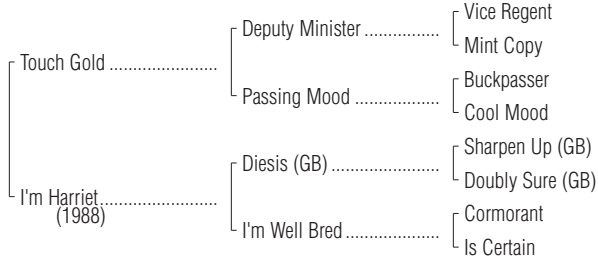 Vice Regent
Deputy Minister ................
Mint Copy
Touch Gold .......................
Buckpasser
Passing Mood ..................
Cool Mood
Sharpen Up (GB)
Diesis (GB) .......................
Doubly Sure (GB)
I'm Harriet.........................
(1988)
Cormorant
I'm Well Bred ....................
Is Certain